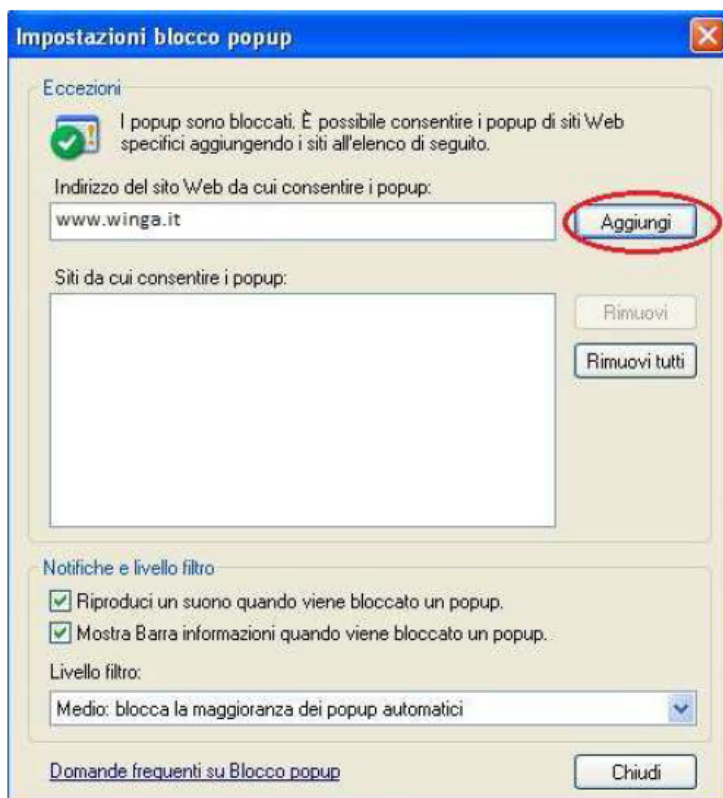 Impostazioni blocco popup
Eccezioni
I popup sono bloccati. È possibile consentire i popup di siti Web
specifici aggiungendo i siti all'elenco di seguito.
Indirizzo del sito Web da cui consentire i popup:
www.winga.it
Aggiungi
Siti da cui consentire i popup:
Rimuovi
Rimuovi tutti
Notifiche e livello filtro
Riproduci un suono quando viene bloccato un popup.
Mostra Barra informazioni quando viene bloccato un popup.
Livello filtro:
Medio: blocca la maggioranza dei popup automatici
Domande frequenti su Blocco popup
Chiudi